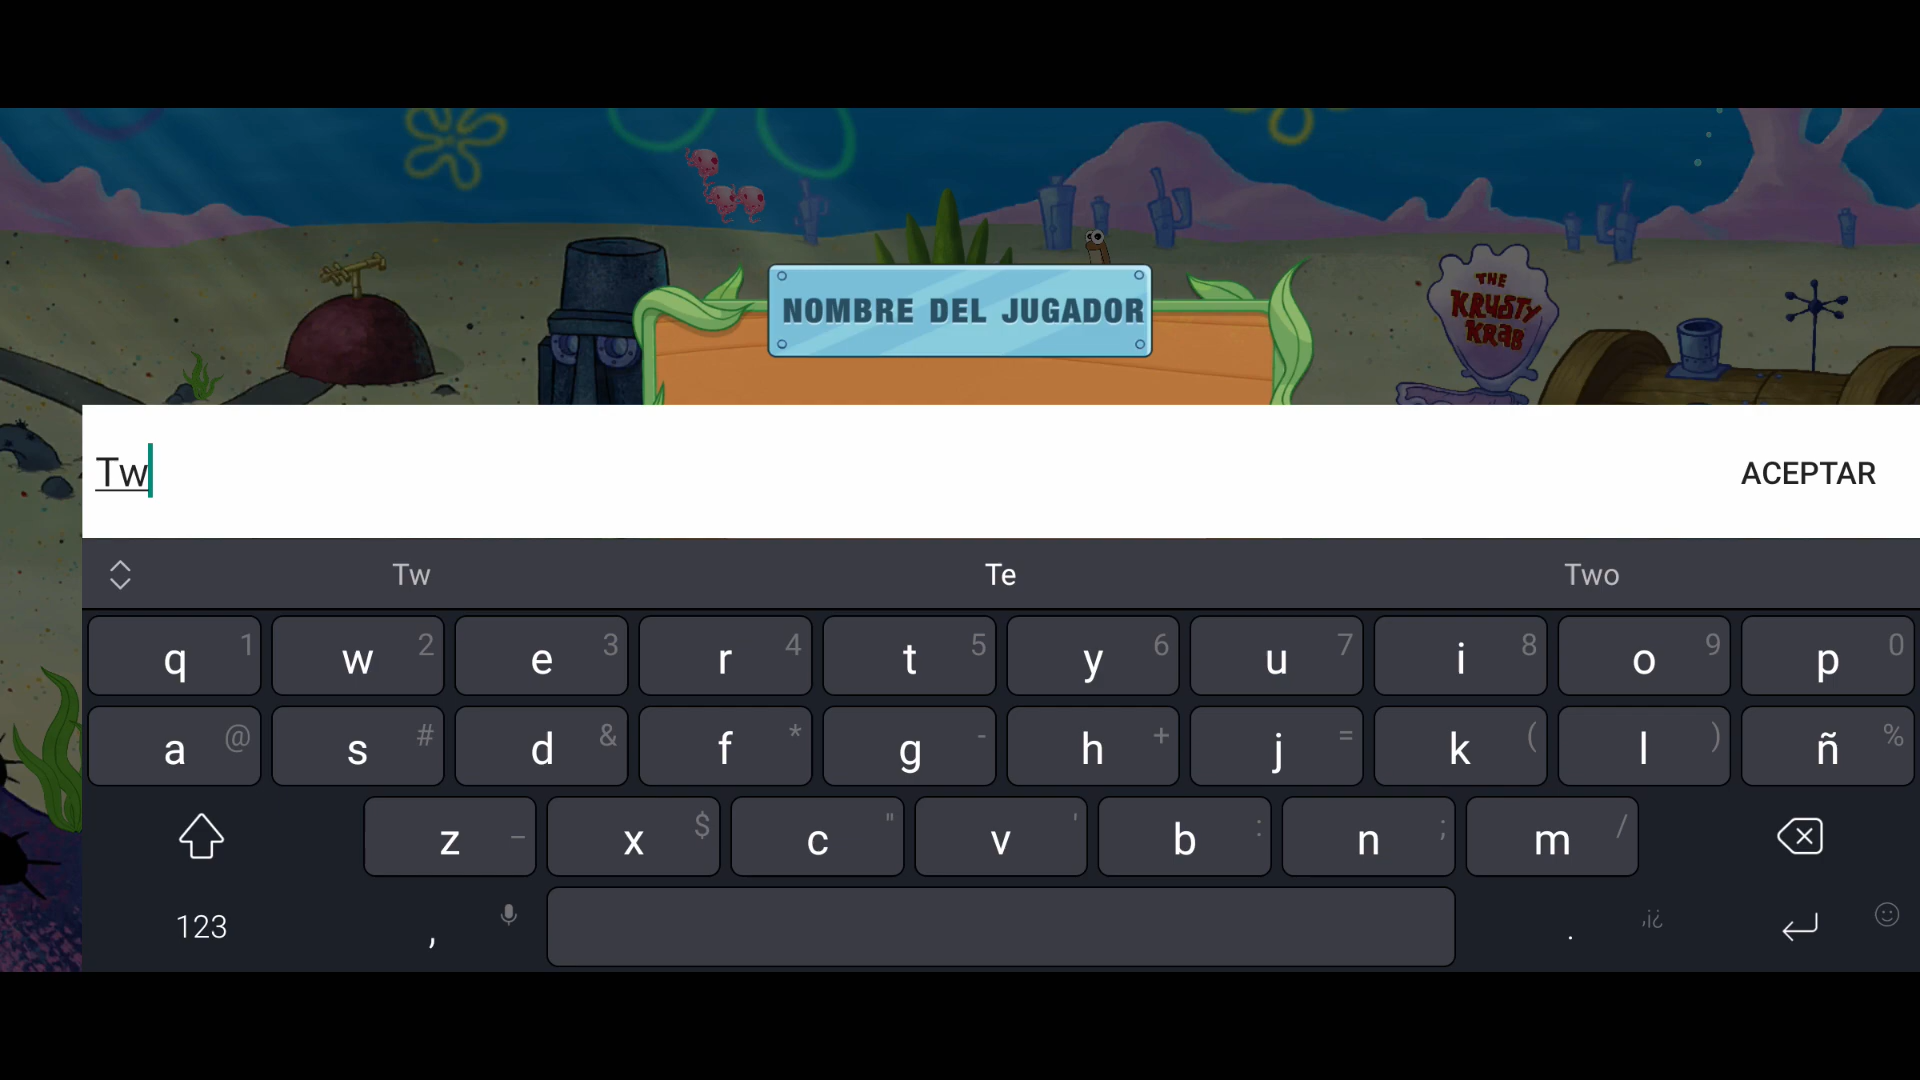 NOMBRE DEL JUGADOR
THE
KRUSTY
KRAB
Tw
ACEPTAR
Tw Te Two
q 1 w 2 e 3 r 4 t 5 y 6 u 7 i 8 o 9 p 0
a @ s # d & f * g - h + j = k ( l ) ñ %
z _ x $ c " v ' b : n ; m /
123 , . ,¡¿